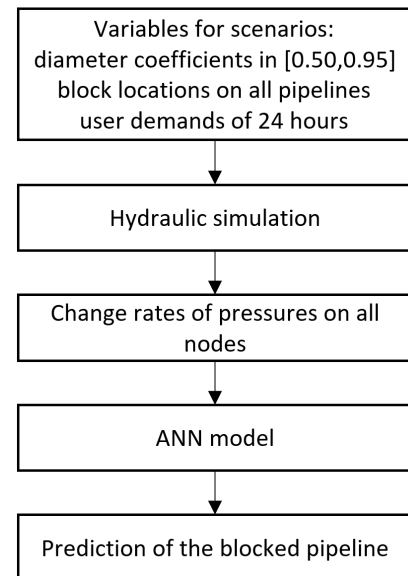 Variables for scenarios:
diameter coefficients in [0.50,0.95]
block locations on all pipelines
user demands of 24 hours
Hydraulic simulation
Change rates of pressures on all
nodes
ANN model
Prediction of the blocked pipeline